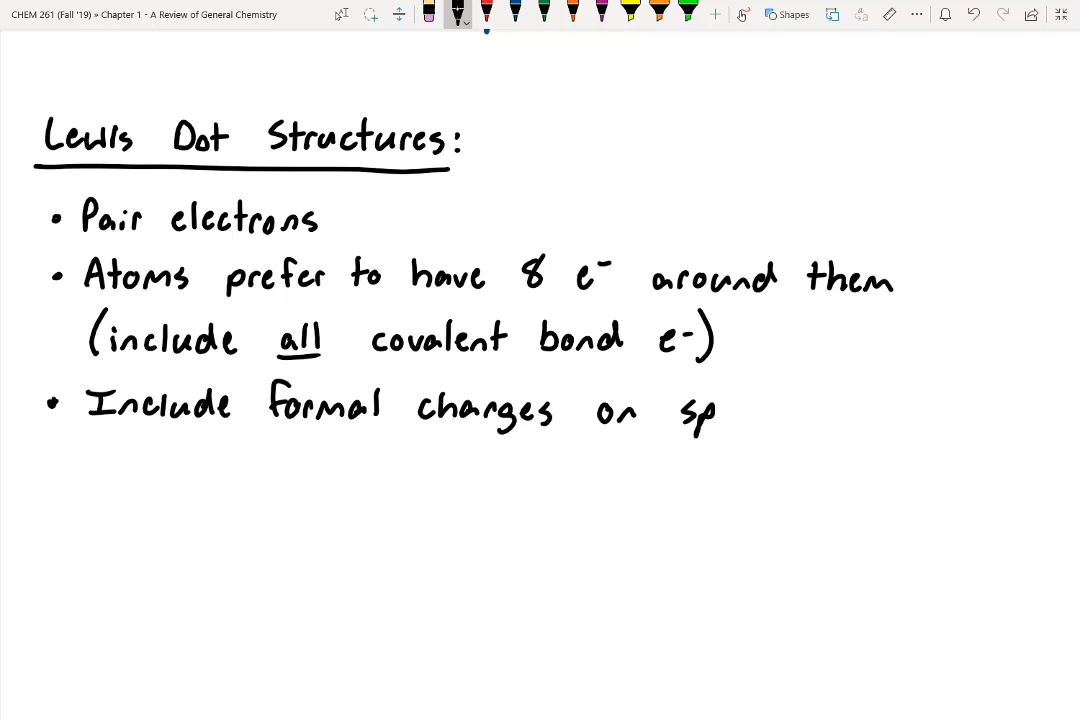 CHEM 261 (Fall '19) » Chapter 1 - A Review of General Chemistry
Shapes
Lewis Dot Structures:
• Pair electrons
• Atoms prefer to have 8 e⁻ around them
(include all covalent bond e-)
• Include formal charges on sp